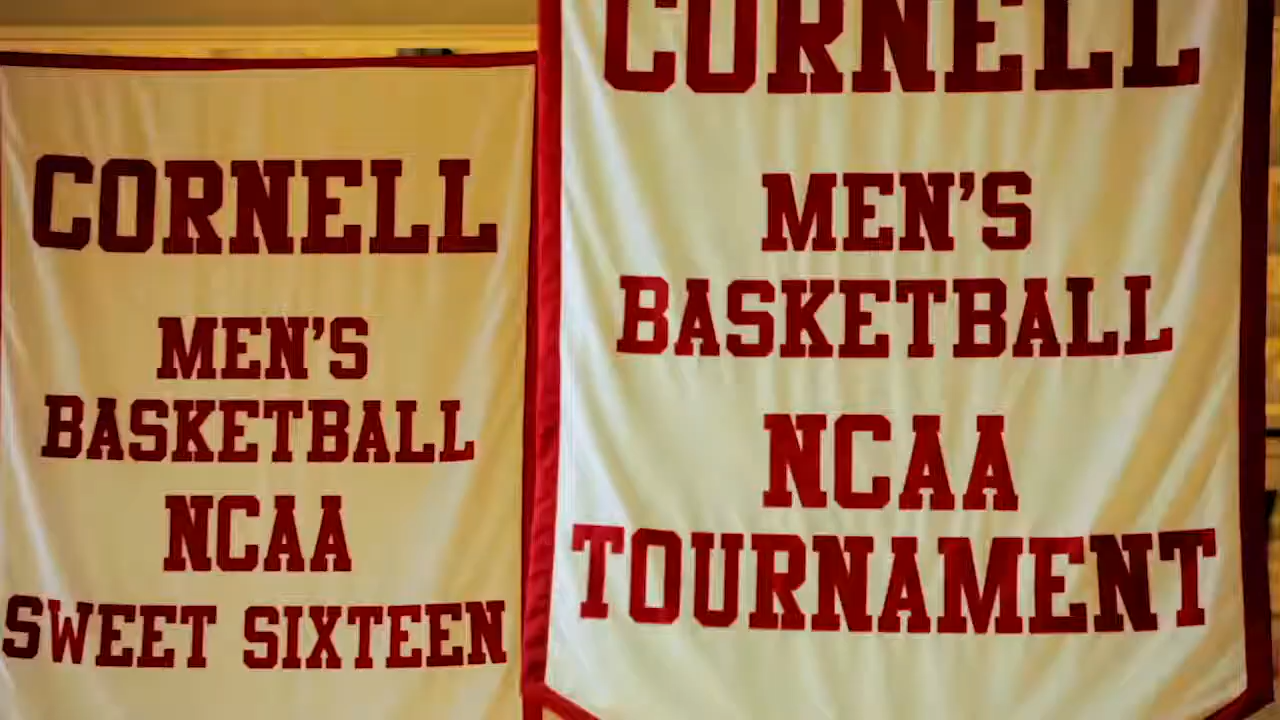 CORNELL
MEN'S
BASKETBALL
NCAA
SWEET SIXTEEN
CORNELL
MEN'S
BASKETBALL
NCAA
TOURNAMENT